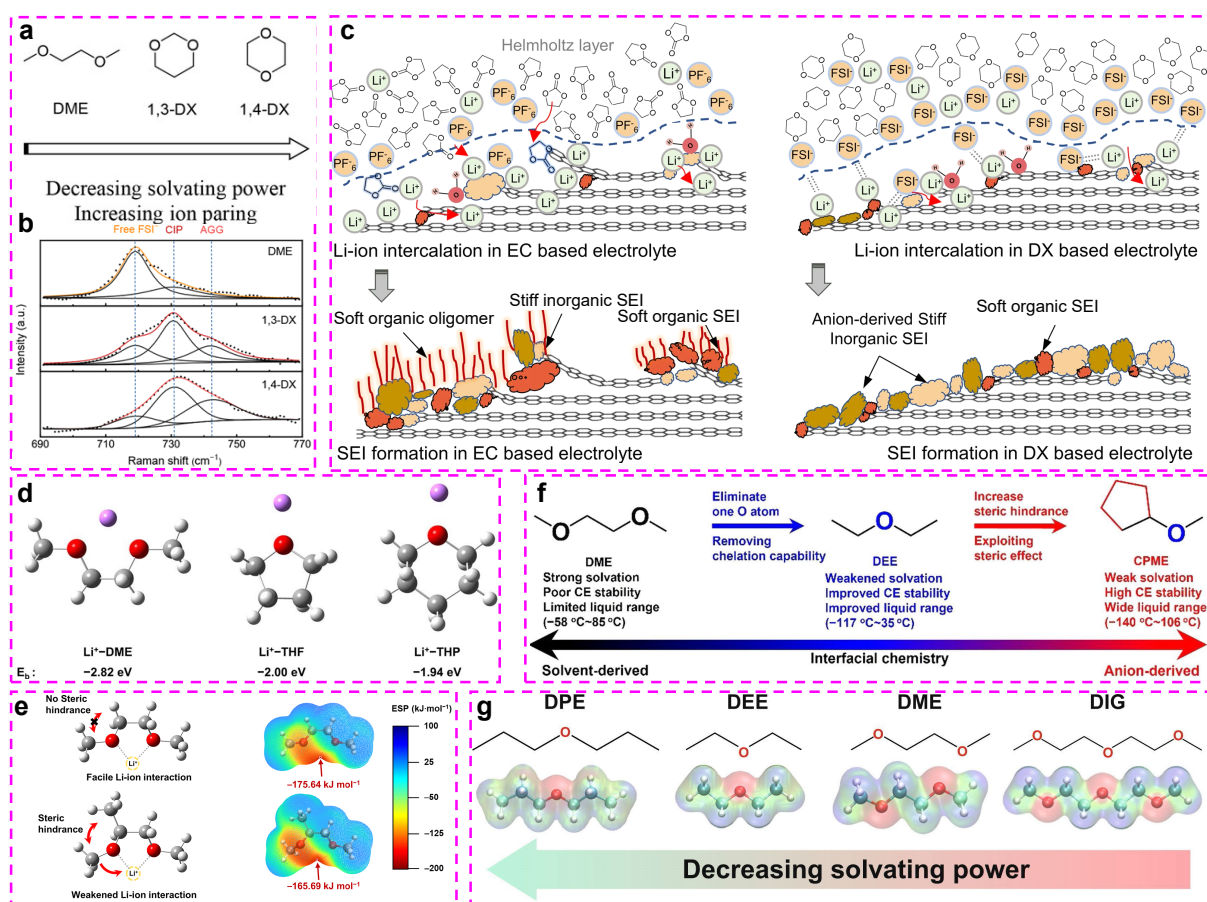 a
DME
1,3-DX
1,4-DX
Decreasing solvating power
Increasing ion paring
b
Free FSI⁻ CIP AGG
DME
1,3-DX
1,4-DX
Intensity (a.u.)
690 710 730 750 770
Raman shift (cm⁻¹)
c
Helmholtz layer
Li⁺
PF₆⁻
Li⁺
FSI⁻
Li-ion intercalation in EC based electrolyte
Li-ion intercalation in DX based electrolyte
Soft organic oligomer
Stiff inorganic SEI
Soft organic SEI
Anion-derived Stiff
Inorganic SEI
Soft organic SEI
SEI formation in EC based electrolyte
SEI formation in DX based electrolyte
d
Li⁺−DME
Li⁺−THF
Li⁺−THP
E_b : −2.82 eV −2.00 eV −1.94 eV
e
No Steric
hindrance
Li⁺
Facile Li-ion interaction
Steric
hindrance
Li⁺
Weakened Li-ion interaction
−175.64 kJ mol⁻¹
−165.69 kJ mol⁻¹
ESP (kJ·mol⁻¹)
100
50
−25
−50
−125
−200
f
O
O
DME
Strong solvation
Poor CE stability
Limited liquid range
(−58 °C~85 °C)
Eliminate
one O atom
Removing
chelation capability
O
DEE
Weakened solvation
Improved CE stability
Improved liquid range
(−117 °C~35 °C)
Increase
steric hindrance
Exploiting
steric effect
O
CPME
Weak solvation
High CE stability
Wide liquid range
(−140 °C~106 °C)
Solvent-derived
Interfacial chemistry
Anion-derived
g
DPE
DEE
DME
DIG
Decreasing solvating power